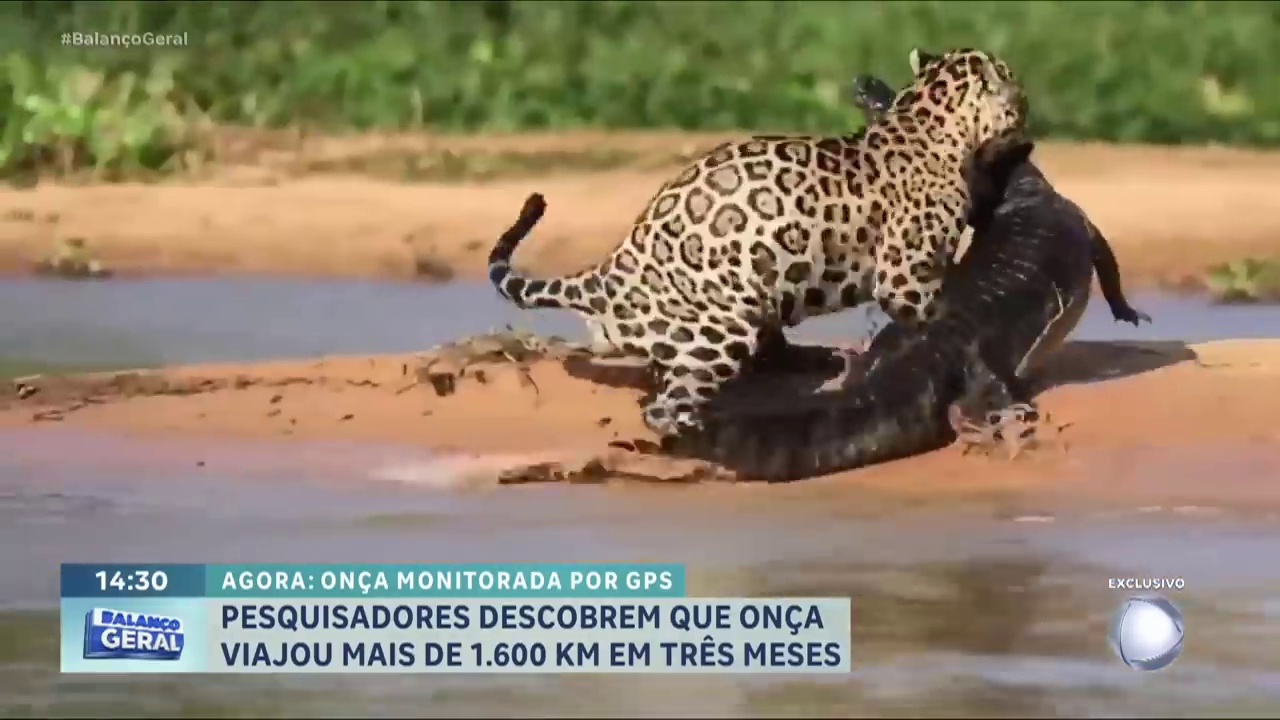 #BalançoGeral
14:30
AGORA: ONÇA MONITORADA POR GPS
BALANÇO
GERAL
PESQUISADORES DESCOBREM QUE ONÇA
VIAJOU MAIS DE 1.600 KM EM TRÊS MESES
EXCLUSIVO